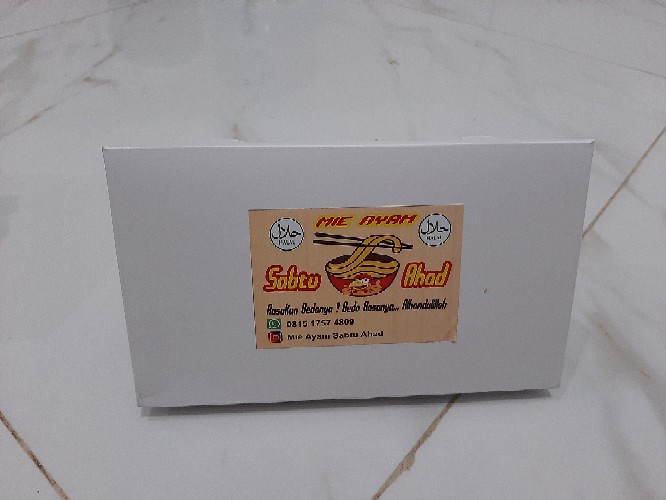 MIE AYAM
حلال
HALAL
حلال
HALAL
Sabtu Ahad
Rasakan Bedanya ! Beda Rasanya... Alhamdulillah
0815 1757 4809
Mie Ayam Sabtu Ahad